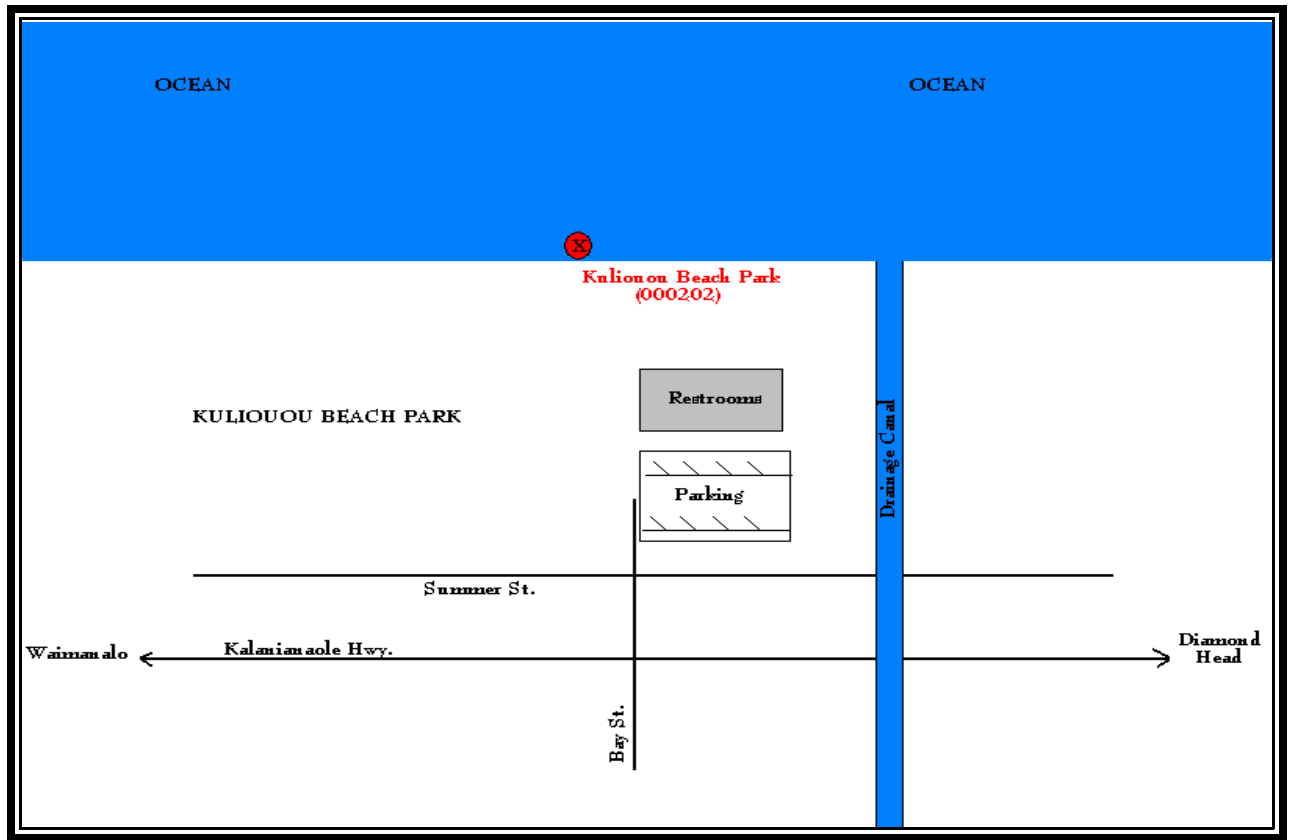 OCEAN
OCEAN
X
Kuliouou Beach Park
(000202)
Restrooms
KULIOUOU BEACH PARK
Drainage Canal
Parking
Summer St.
Waimanalo
Kalanianaole Hwy.
Diamond
Head
Bay St.